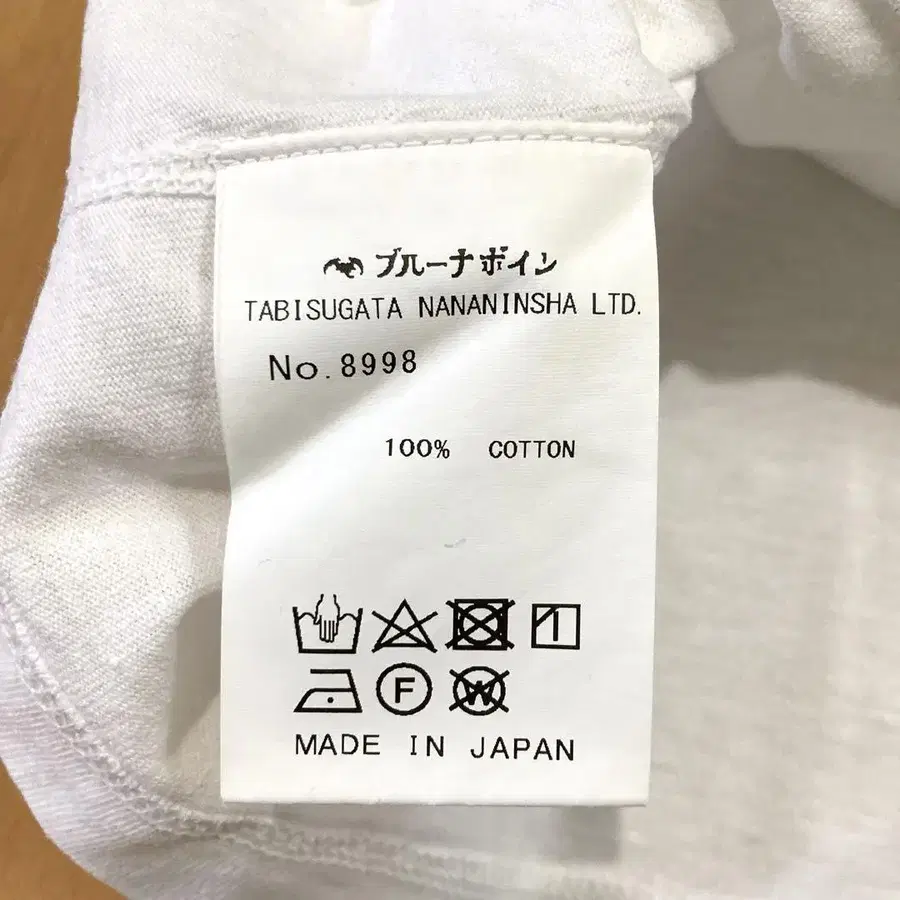 ブルーナボイン
TABISUGATA NANANINSHA LTD.
No.8998
100% COTTON
F
W
MADE IN JAPAN